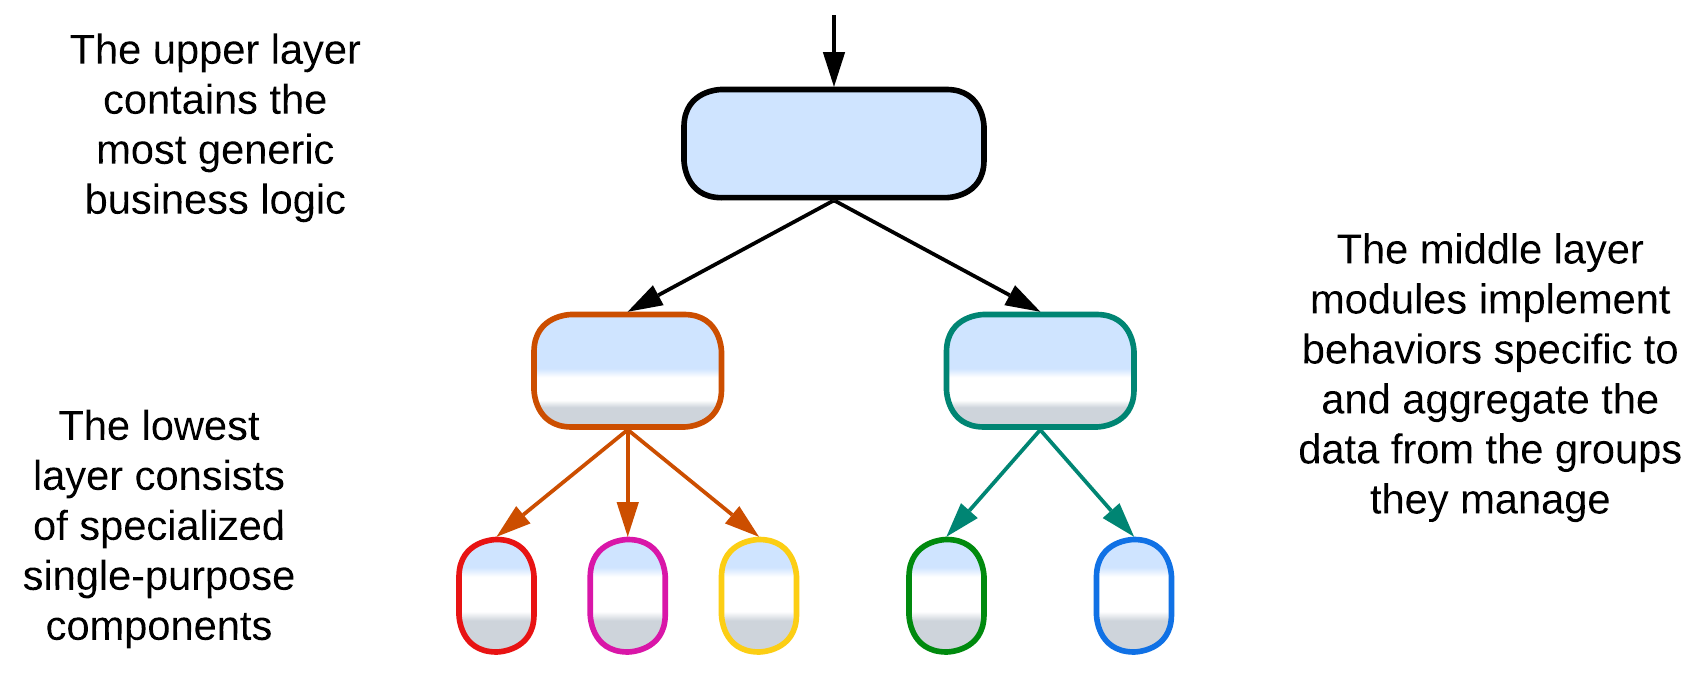 The upper layer
contains the
most generic
business logic
The middle layer
modules implement
behaviors specific to
and aggregate the
data from the groups
they manage
The lowest
layer consists
of specialized
single-purpose
components